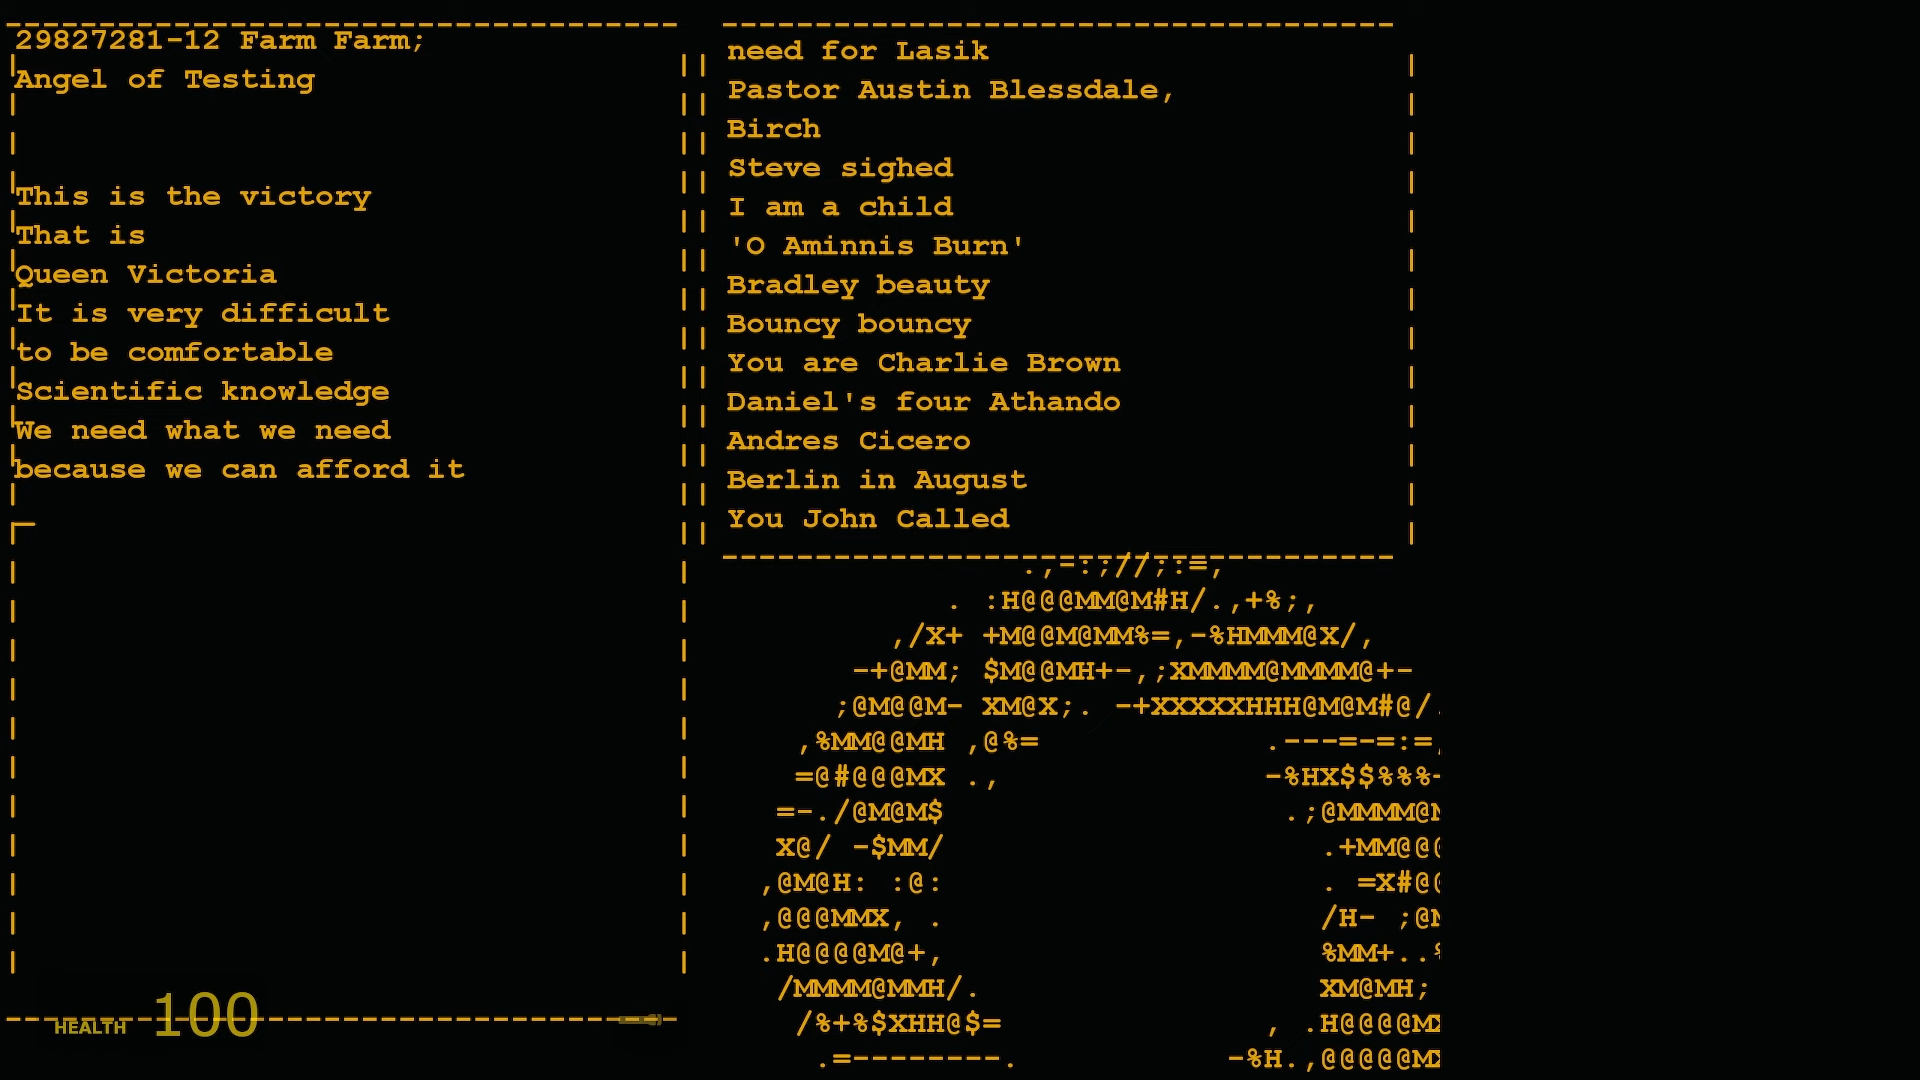 29827281-12 Farm Farm;
Angel of Testing
This is the victory
That is
Queen Victoria
It is very difficult
to be comfortable
Scientific knowledge
We need what we need
because we can afford it
need for Lasik
Pastor Austin Blessdale,
Birch
Steve sighed
I am a child
'O Aminnis Burn'
Bradley beauty
Bouncy bouncy
You are Charlie Brown
Daniel's four Athando
Andres Cicero
Berlin in August
You John Called
HEALTH 100